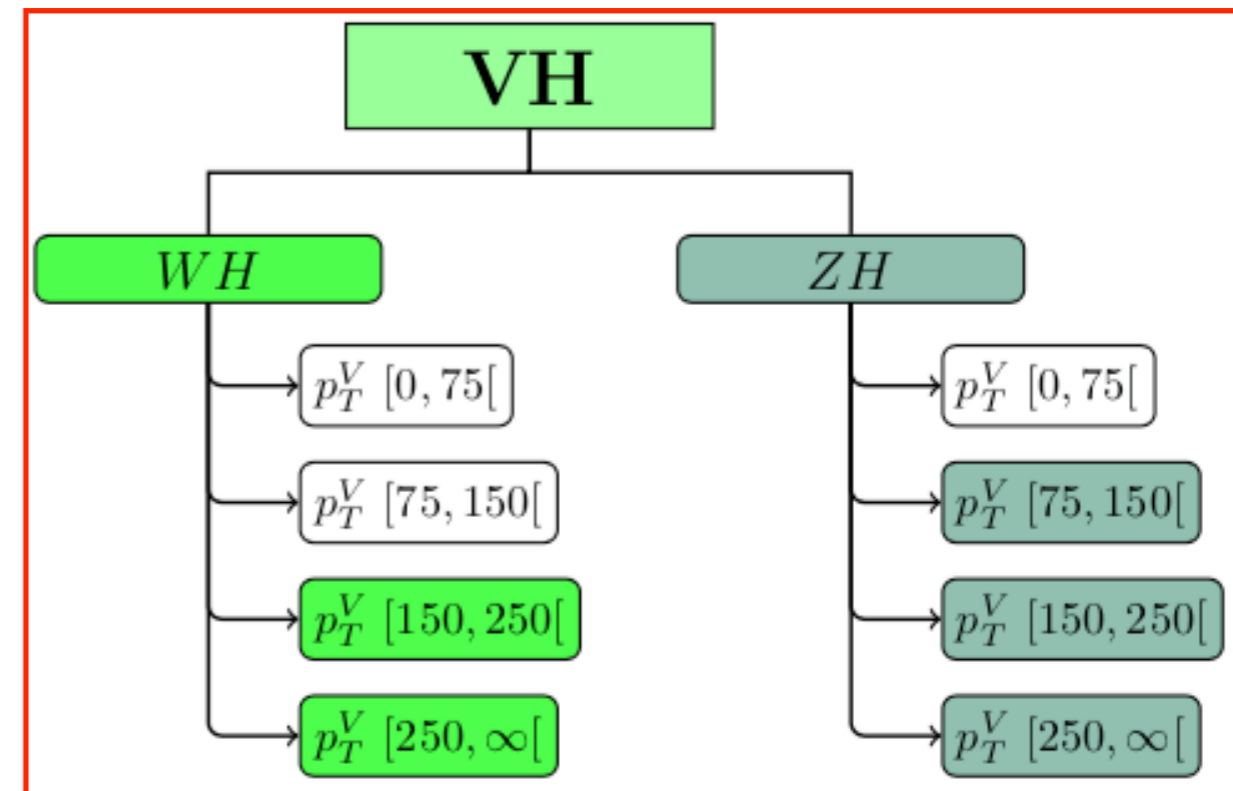 VH
WH
p_T^V [0, 75[
p_T^V [75, 150[
p_T^V [150, 250[
p_T^V [250, ∞[
ZH
p_T^V [0, 75[
p_T^V [75, 150[
p_T^V [150, 250[
p_T^V [250, ∞[